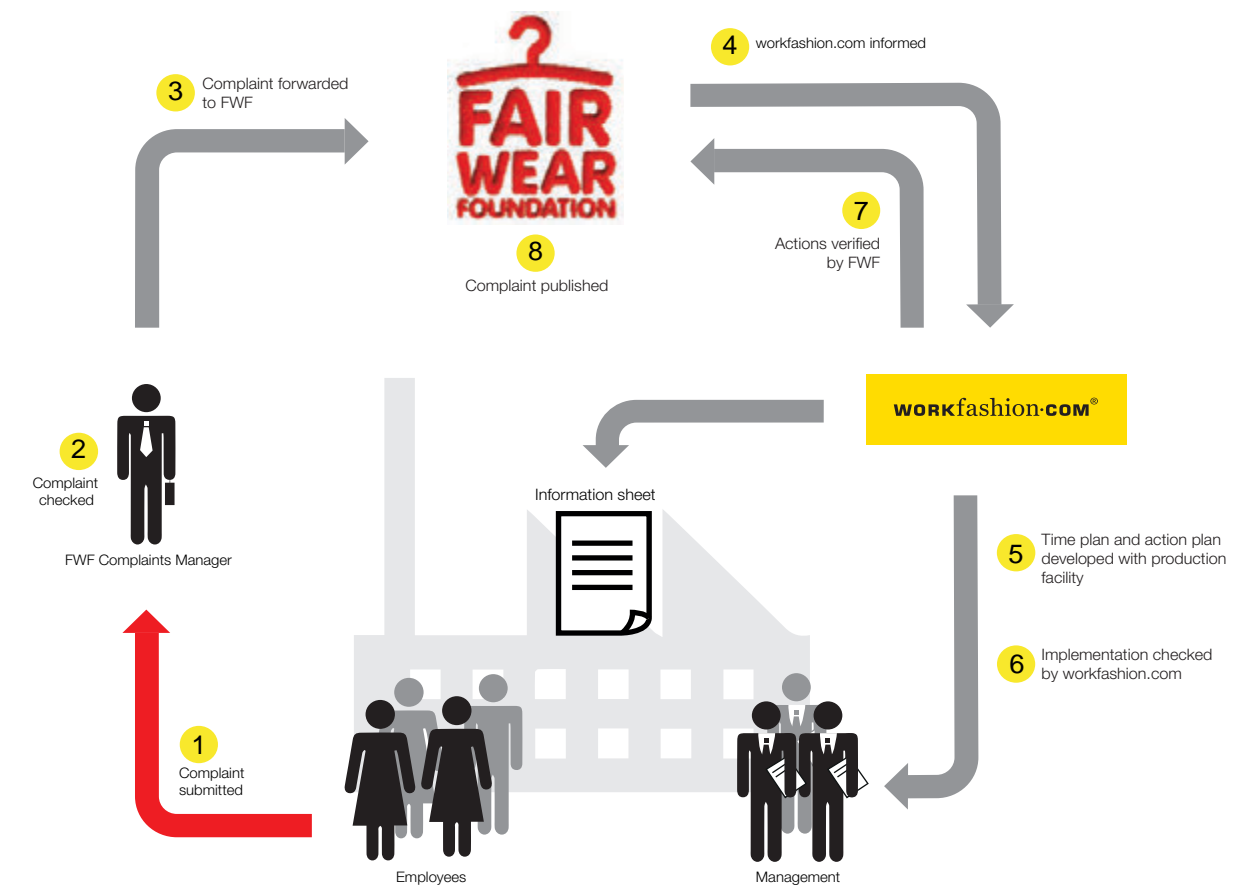 FAIR
WEAR
FOUNDATION
8
Complaint published
4
workfashion.com informed
3
Complaint forwarded
to FWF
7
Actions verified
by FWF
WORKfashion·COM®
2
Complaint
checked
FWF Complaints Manager
Information sheet
5
Time plan and action plan
developed with production
facility
6
Implementation checked
by workfashion.com
1
Complaint
submitted
Employees
Management